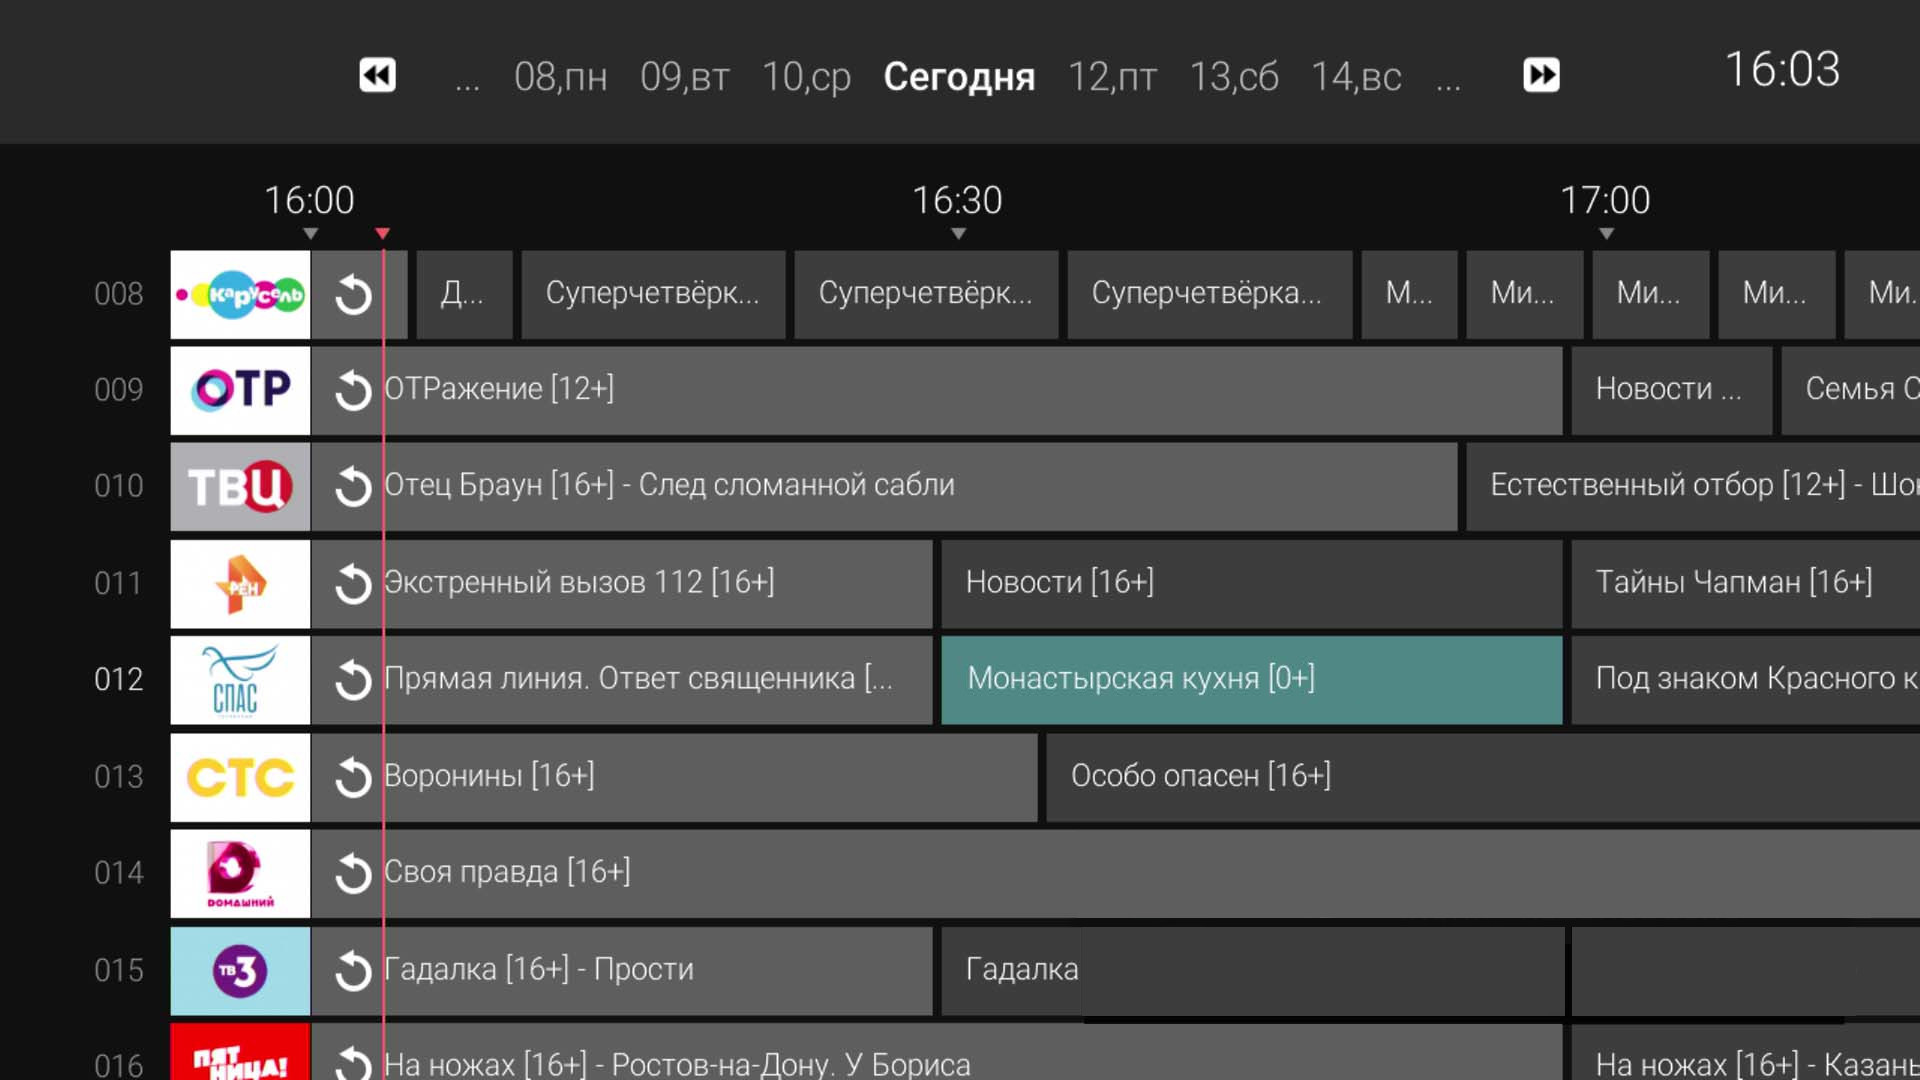 ... 08,пн 09,вт 10,ср Сегодня 12,пт 13,сб 14,вс ... 16:03
16:00 16:30 17:00
008 Карусель Д... Суперчетвёрк... Суперчетвёрк... Суперчетвёрка... М... Ми... Ми... Ми... Ми.
009 ОТР ОТРажение [12+] Новости ... Семья С
010 ТВЦ Отец Браун [16+] - След сломанной сабли Естественный отбор [12+] - Шо
011 РЕН Экстренный вызов 112 [16+] Новости [16+] Тайны Чапман [16+]
012 СПАС Прямая линия. Ответ священника [... Монастырская кухня [0+] Под знаком Красного к
013 СТС Воронины [16+] Особо опасен [16+]
014 DОМАШНИЙ Своя правда [16+]
015 ТВ3 Гадалка [16+] - Прости Гадалка
016 ПЯТНИЦА! На ножах [16+] - Ростов-на-Дону. У Бориса На ножах [16+] - Казань